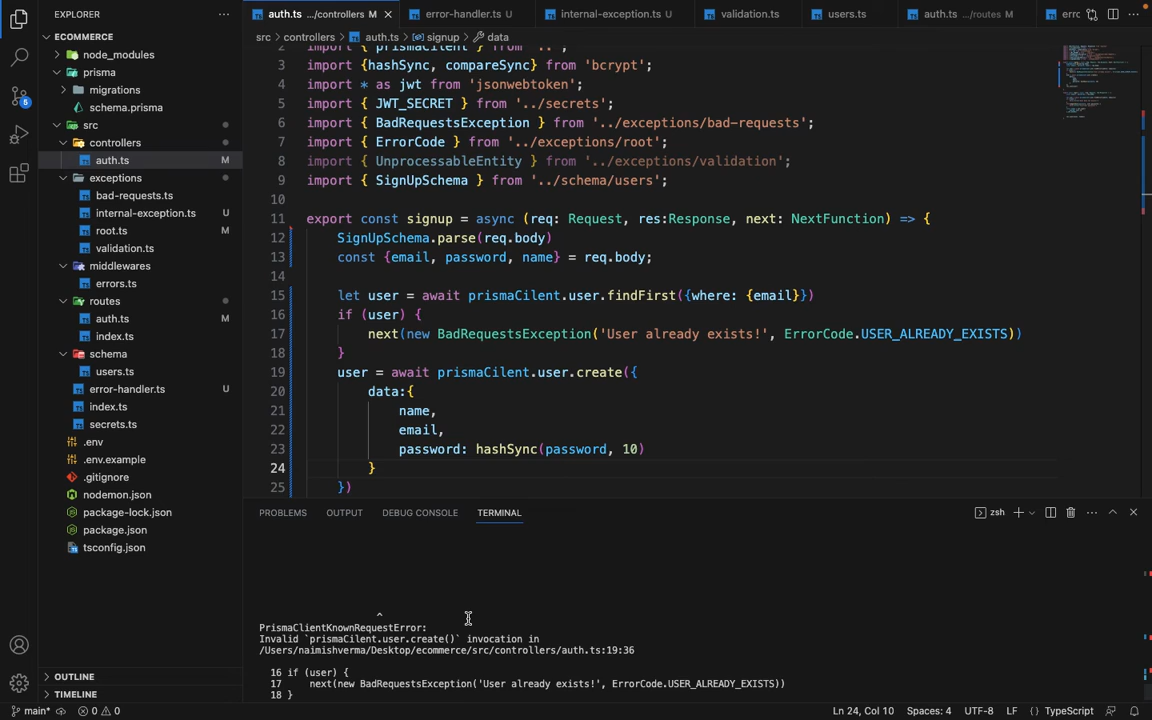 EXPLORER
ECOMMERCE
node_modules
prisma
migrations
schema.prisma
src
controllers
auth.ts M
exceptions
bad-requests.ts
internal-exception.ts U
root.ts M
validation.ts
middlewares
errors.ts
routes
auth.ts M
index.ts
schema
users.ts
error-handler.ts U
index.ts
secrets.ts
.env
.env.example
.gitignore
nodemon.json
package-lock.json
package.json
tsconfig.json
OUTLINE
TIMELINE
6
auth.ts .../controllers M
error-handler.ts U
internal-exception.ts U
validation.ts
users.ts
auth.ts .../routes M
src > controllers > auth.ts > signup > data
3 import {hashSync, compareSync} from 'bcrypt';
4 import * as jwt from 'jsonwebtoken';
5 import { JWT_SECRET } from '../secrets';
6 import { BadRequestsException } from '../exceptions/bad-requests';
7 import { ErrorCode } from '../exceptions/root';
8 import { UnprocessableEntity } from '../exceptions/validation';
9 import { SignUpSchema } from '../schema/users';
10
11 export const signup = async (req: Request, res:Response, next: NextFunction) => {
12 SignUpSchema.parse(req.body)
13 const {email, password, name} = req.body;
14
15 let user = await prismaCilent.user.findFirst({where: {email}})
16 if (user) {
17 next(new BadRequestsException('User already exists!', ErrorCode.USER_ALREADY_EXISTS))
18 }
19 user = await prismaCilent.user.create({
20 data:{
21 name,
22 email,
23 password: hashSync(password, 10)
24 }
25 })
PROBLEMS OUTPUT DEBUG CONSOLE TERMINAL
zsh
^
PrismaClientKnownRequestError:
Invalid `prismaCilent.user.create()` invocation in
/Users/naimishverma/Desktop/ecommerce/src/controllers/auth.ts:19:36
16 if (user) {
17 next(new BadRequestsException('User already exists!', ErrorCode.USER_ALREADY_EXISTS))
18 }
main* 0 0 Ln 24, Col 10 Spaces: 4 UTF-8 LF {} TypeScript